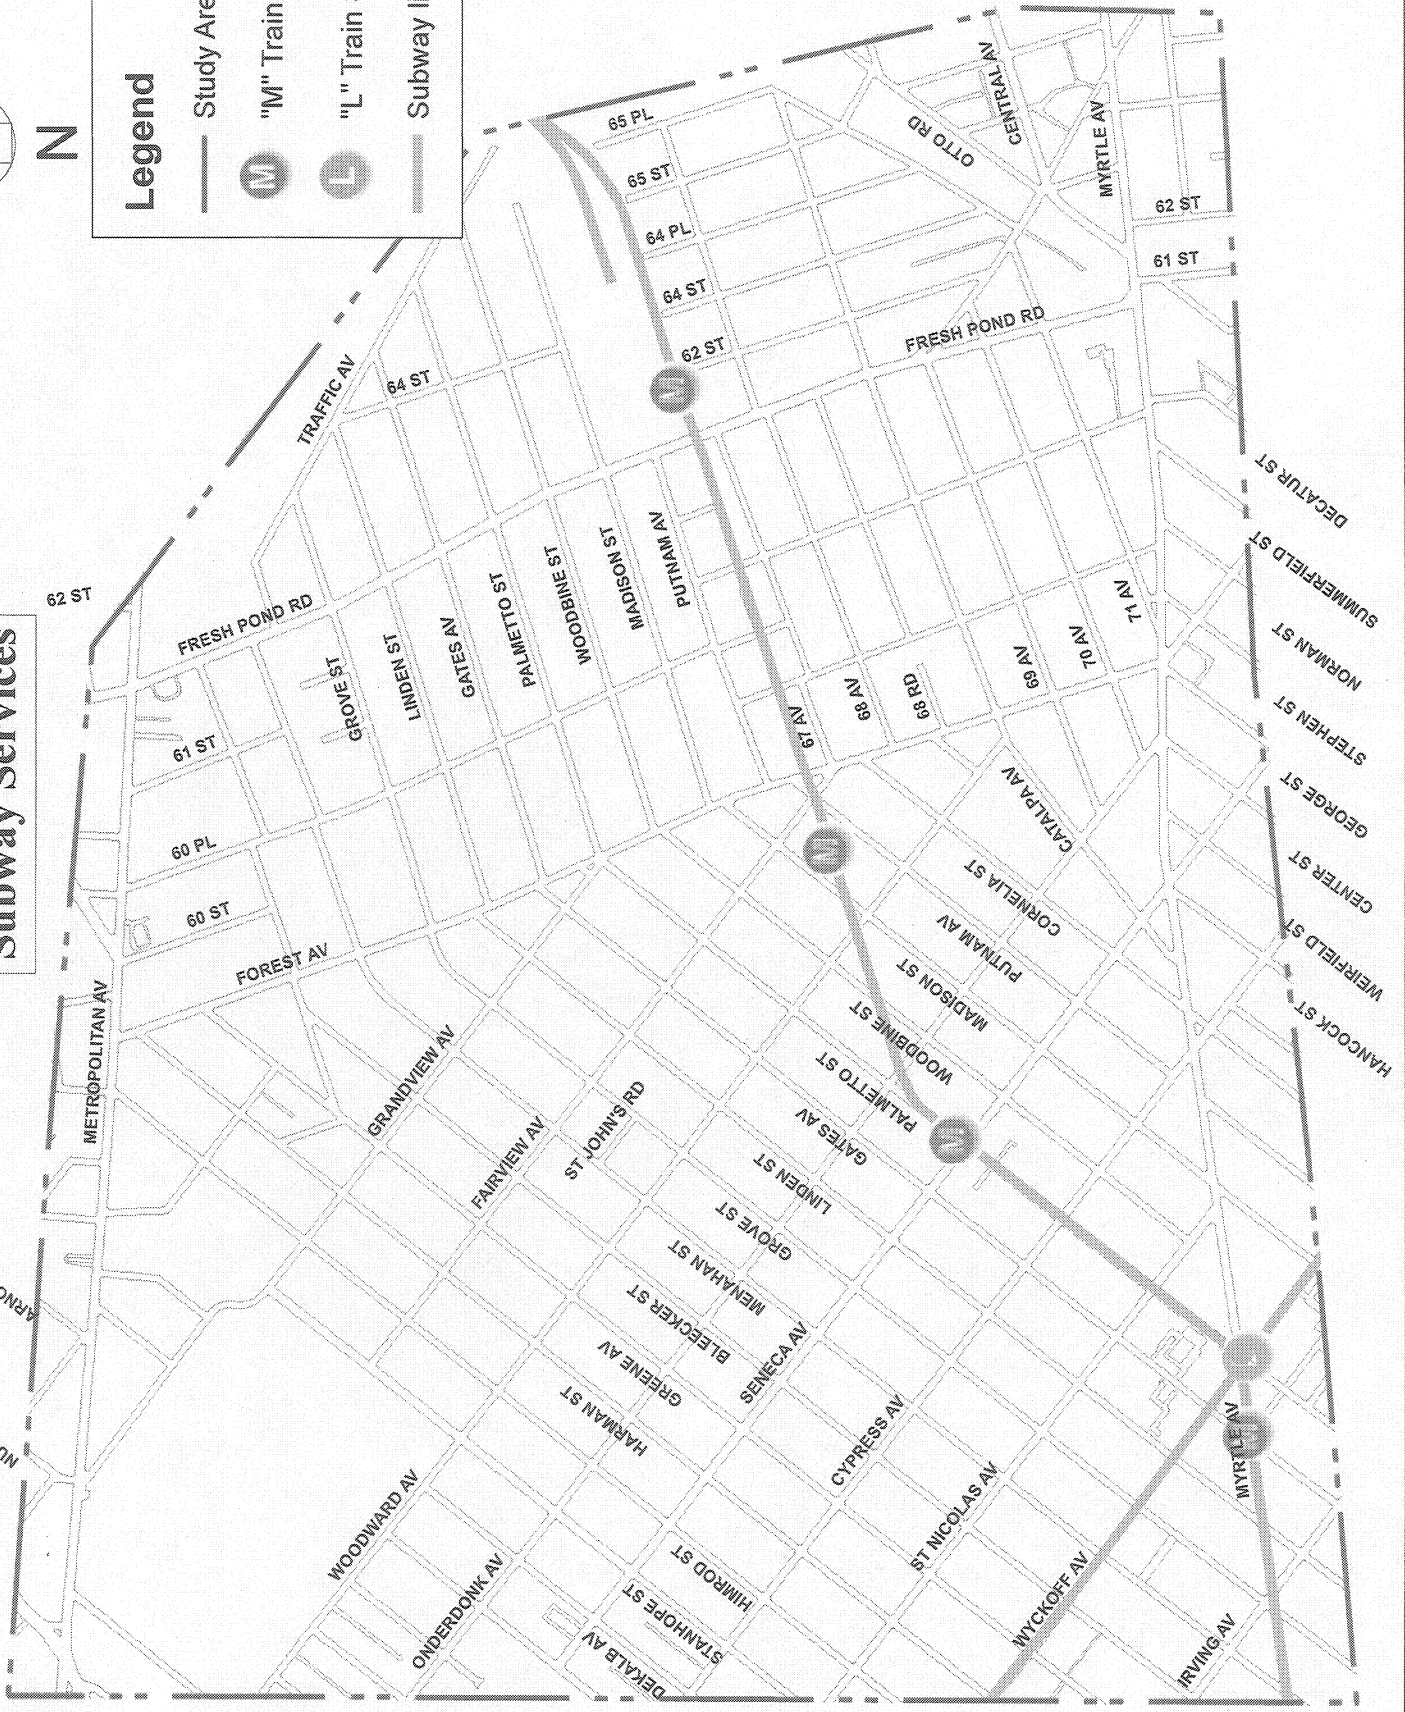 Subway Services
N
Legend
Study Are
M
"M" Train
L
"L" Train
Subway li
62 ST
TRAFFIC AV
64 ST
65 PL
65 ST
64 PL
64 ST
62 ST
OTTO RD
CENTRAL AV
MYRTLE AV
62 ST
61 ST
FRESH POND RD
M
FRESH POND RD
GROVE ST
LINDEN ST
GATES AV
PALMETTO ST
WOODBINE ST
MADISON ST
PUTNAM AV
61 ST
60 PL
60 ST
FOREST AV
METROPOLITAN AV
67 AV
68 AV
68 RD
69 AV
70 AV
71 AV
M
CATALPA AV
CORNELIA ST
PUTNAM AV
MADISON ST
WOODBINE ST
PALMETTO ST
GATES AV
LINDEN ST
GROVE ST
MENAHAN ST
BLEECKER ST
GREENE AV
HARMAN ST
HIMROD ST
STANHOPE ST
DEKALB AV
M
GRANDVIEW AV
FAIRVIEW AV
ST JOHN'S RD
SENECA AV
CYPRESS AV
ST NICOLAS AV
WOODWARD AV
ONDERDONK AV
WYCKOFF AV
IRVING AV
L
MYRTLE AV
DECATUR ST
SUMMERFIELD ST
NORMAN ST
STEPHEN ST
GEORGE ST
CENTER ST
WEIRFIELD ST
HANCOCK ST
ARNO
NU